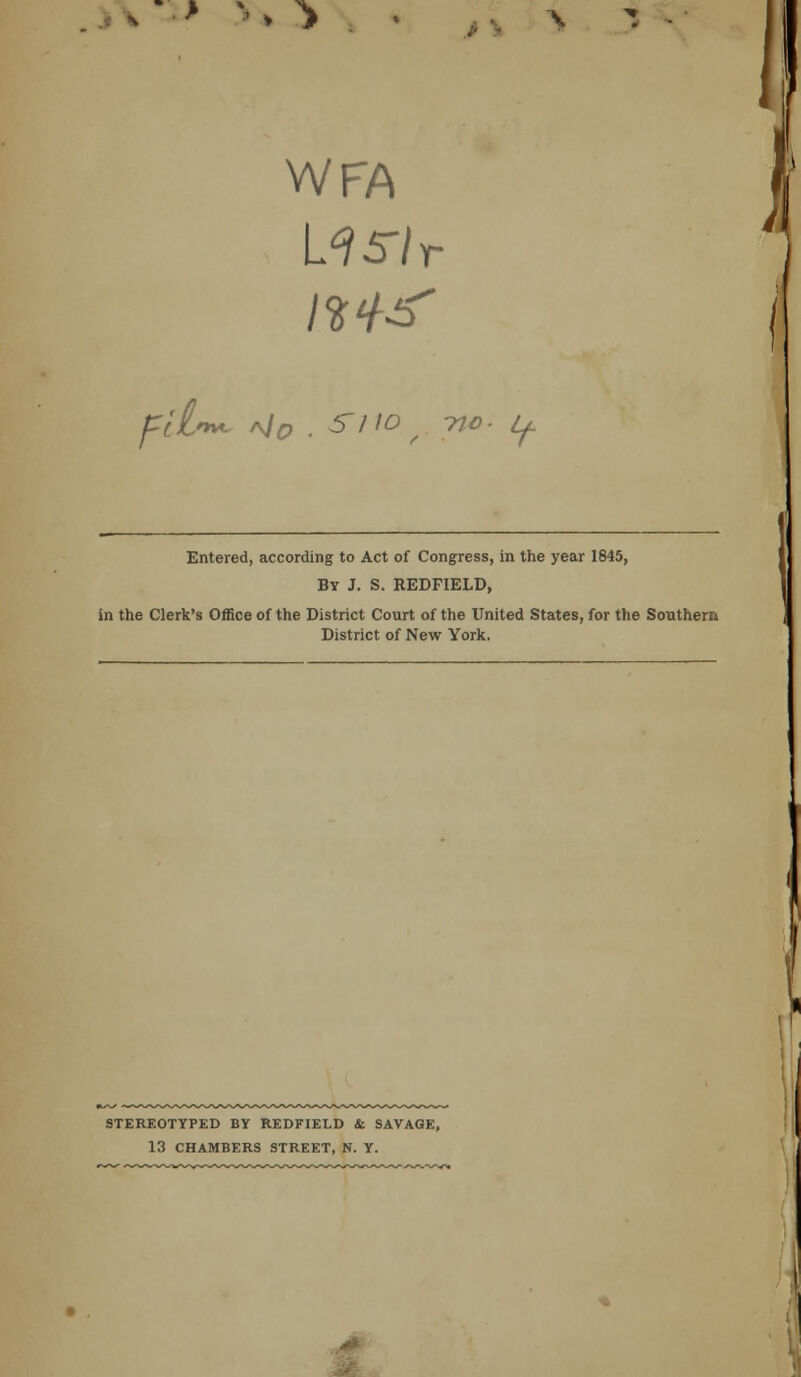 WFA
L951r
1845
film No. 5110, no. 4
Entered, according to Act of Congress, in the year 1845,
By J. S. REDFIELD,
in the Clerk's Office of the District Court of the United States, for the Southern
District of New York.
STEREOTYPED BY REDFIELD & SAVAGE,
13 CHAMBERS STREET, N. Y.